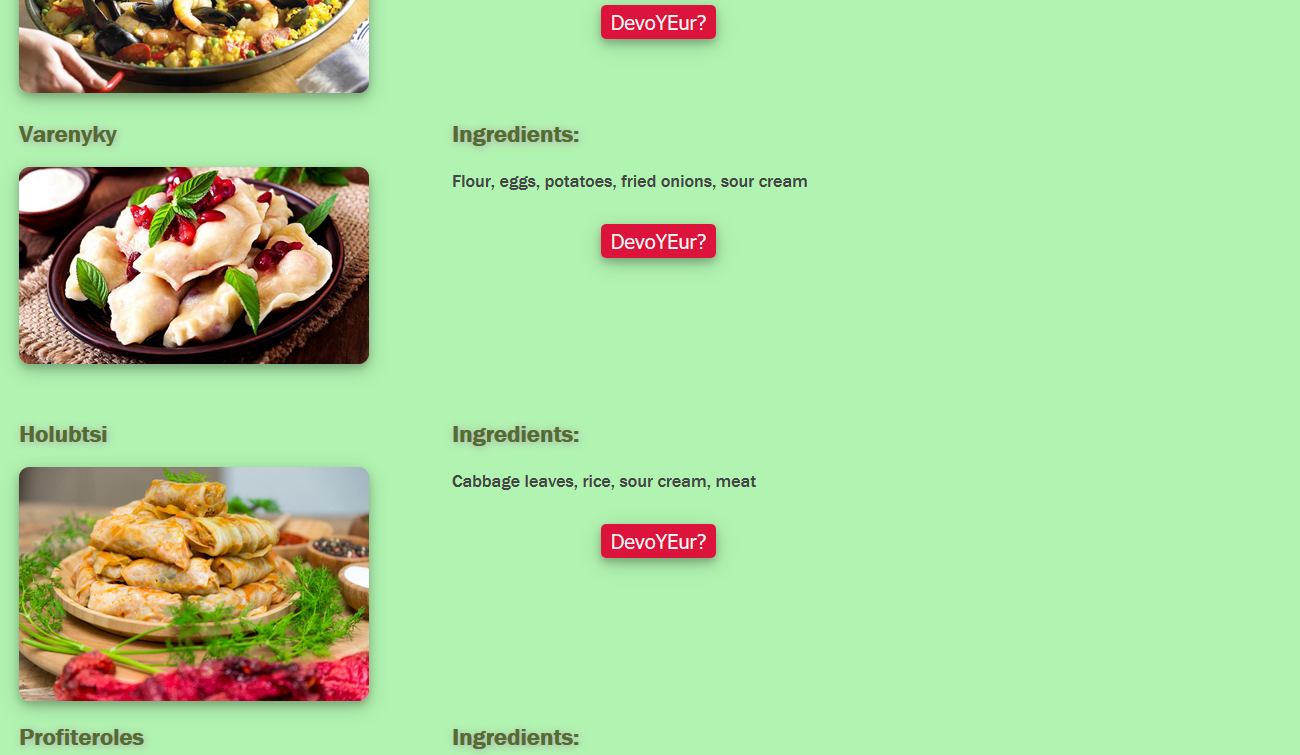 DevoYEur?
Varenyky
Ingredients:
Flour, eggs, potatoes, fried onions, sour cream
DevoYEur?
Holubtsi
Ingredients:
Cabbage leaves, rice, sour cream, meat
DevoYEur?
Profiteroles
Ingredients: